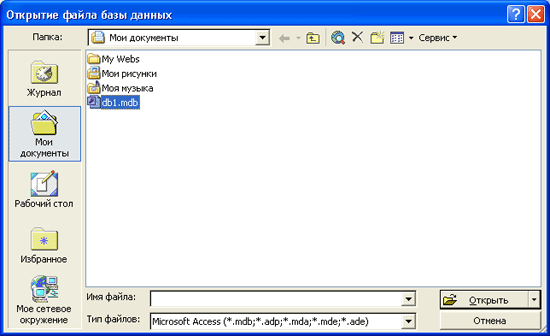 Открытие файла базы данных
Папка: Мои документы Сервис
My Webs
Мои рисунки
Моя музыка
db1.mdb
Журнал
Мои
документы
Рабочий стол
Избранное
Мое сетевое
окружение
Имя файла:
Открыть
Тип файлов: Microsoft Access (*.mdb;*.adp;*.mda;*.mde;*.ade)
Отмена